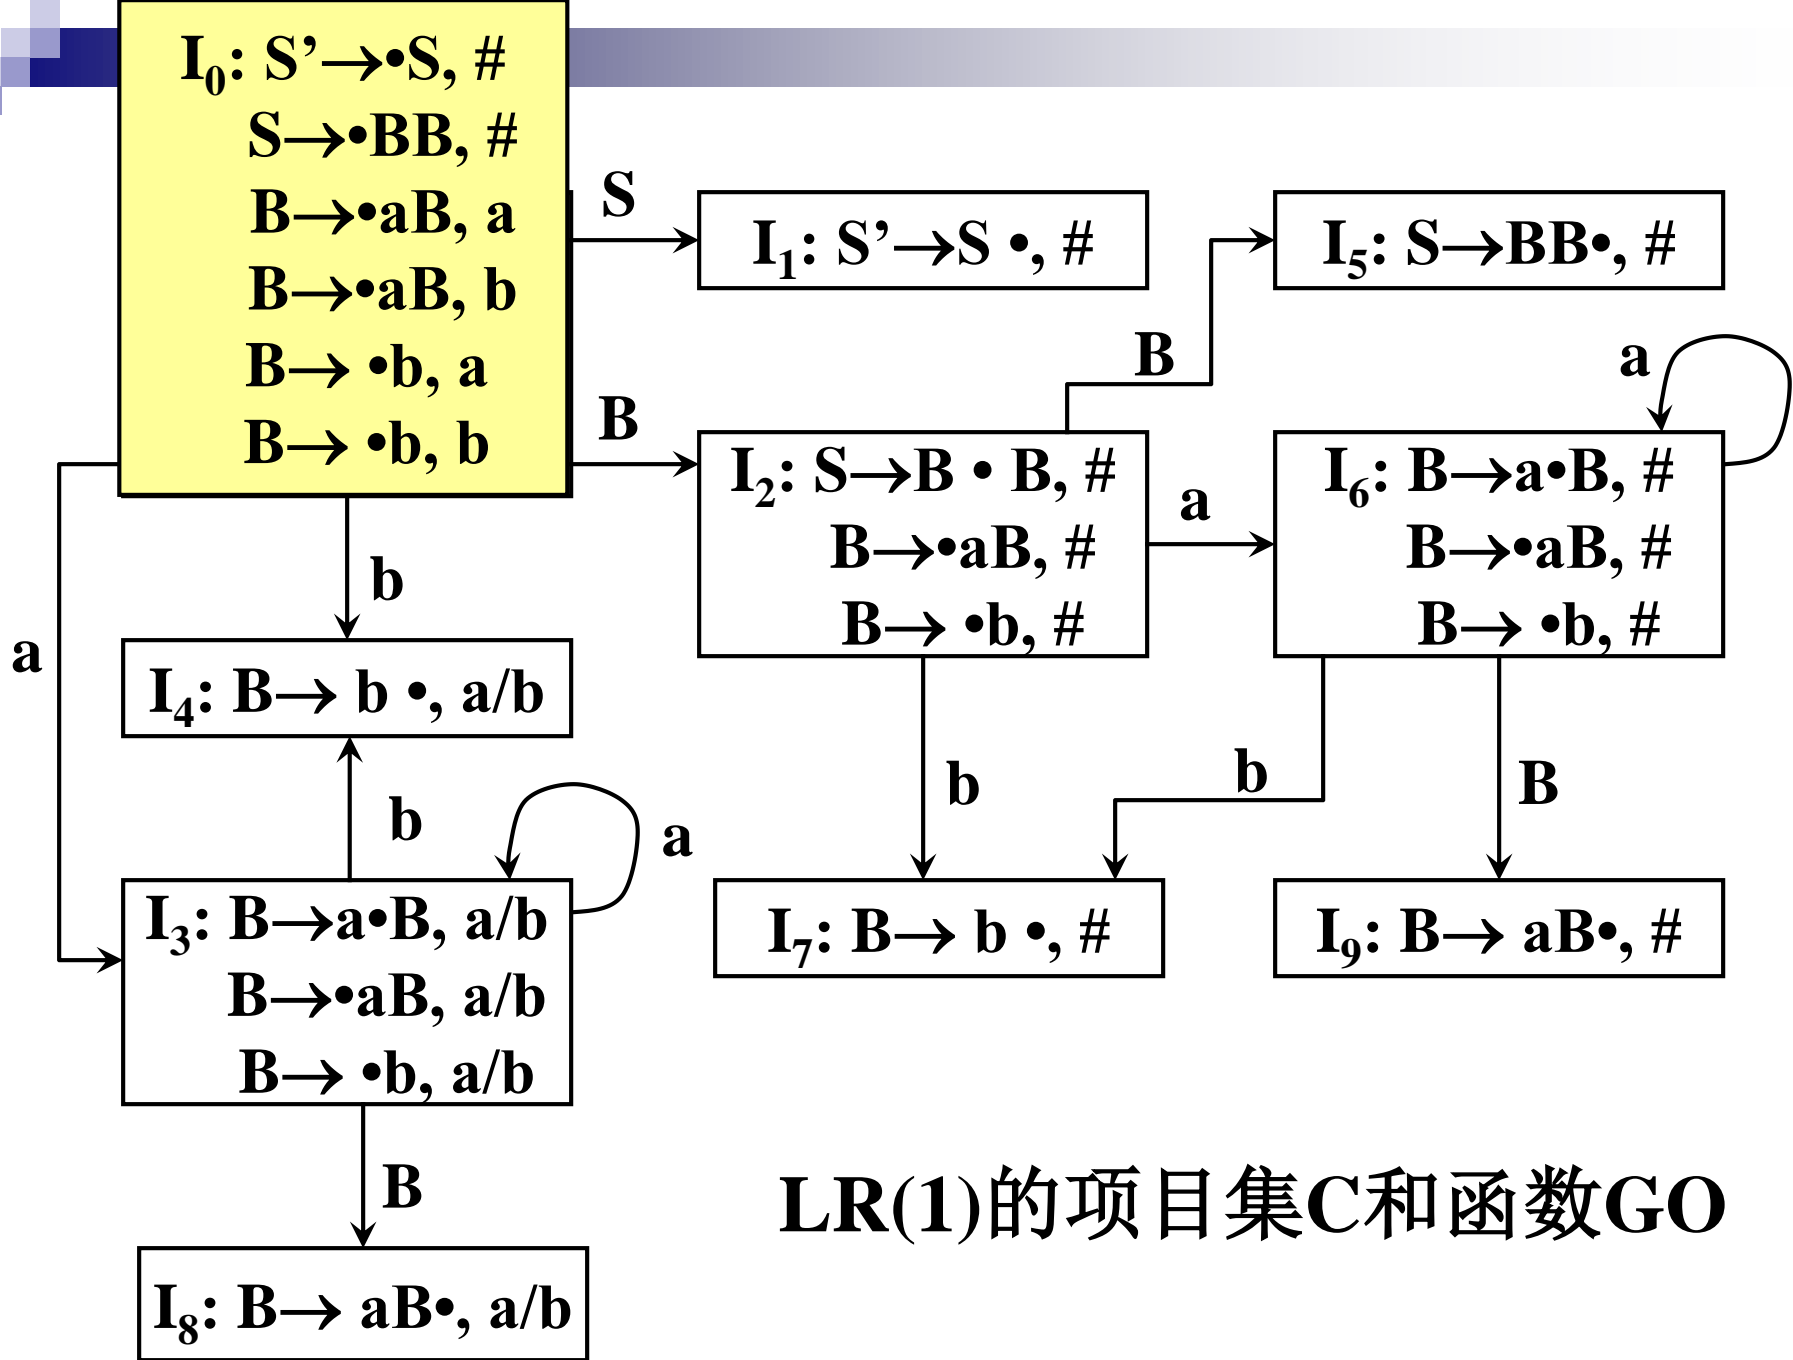 I₀: S’→•S, #
S→•BB, #
B→•aB, a
B→•aB, b
B→ •b, a
B→ •b, b
S
I₁: S’→S •, #
I₅: S→BB•, #
B
a
B
I₂: S→B • B, #
B→•aB, #
B→ •b, #
a
I₆: B→a•B, #
B→•aB, #
B→ •b, #
b
a
I₄: B→ b •, a/b
b
b
B
b
a
I₃: B→a•B, a/b
B→•aB, a/b
B→ •b, a/b
I₇: B→ b •, #
I₉: B→ aB•, #
B
LR(1)的项目集C和函数GO
I₈: B→ aB•, a/b